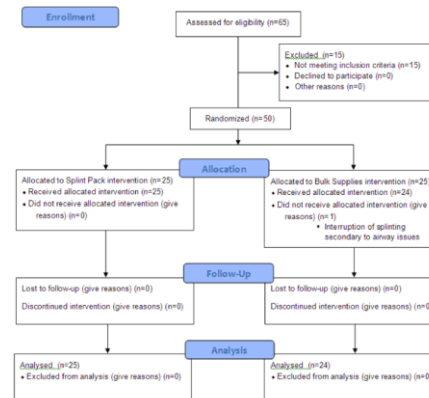 Enrollment
Assessed for eligibility (n=65)
Excluded (n=15)
• Not meeting inclusion criteria (n=15)
• Declined to participate (n=0)
• Other reasons (n=0)
Randomized (n=50)
Allocation
Allocated to Splint Pack intervention (n=25)
• Received allocated intervention (n=25)
• Did not receive allocated intervention (give
reasons) (n=0)
Allocated to Bulk Supplies intervention (n=25)
• Received allocated intervention (n=24)
• Did not receive allocated intervention (give
reasons) (n=1)
• Interruption of splinting
secondary to airway issues
Follow-Up
Lost to follow-up (give reasons) (n=0)
Discontinued intervention (give reasons) (n=0)
Lost to follow-up (give reasons) (n=0)
Discontinued intervention (give reasons) (n=0
Analysis
Analysed (n=25)
• Excluded from analysis (give reasons) (n=0)
Analysed (n=24)
• Excluded from analysis (give reasons) (n=0